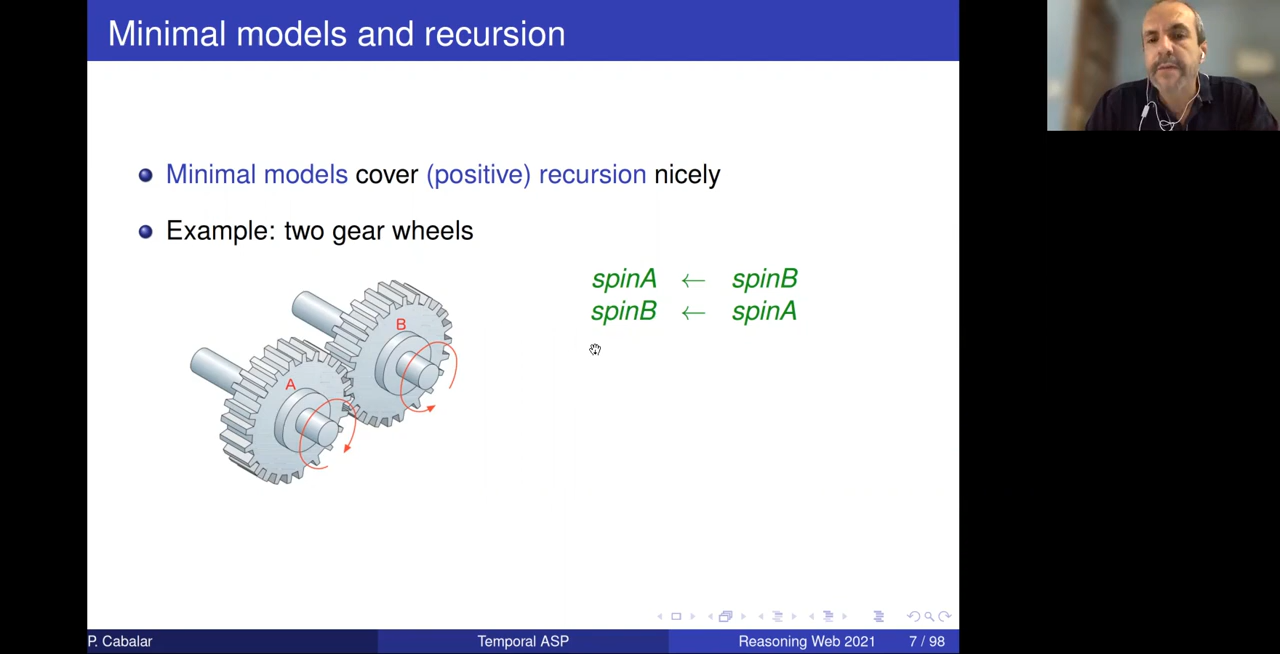 Minimal models and recursion
Minimal models cover (positive) recursion nicely
Example: two gear wheels
spinA ← spinB
spinB ← spinA
B
A
P. Cabalar Temporal ASP Reasoning Web 2021 7 / 98